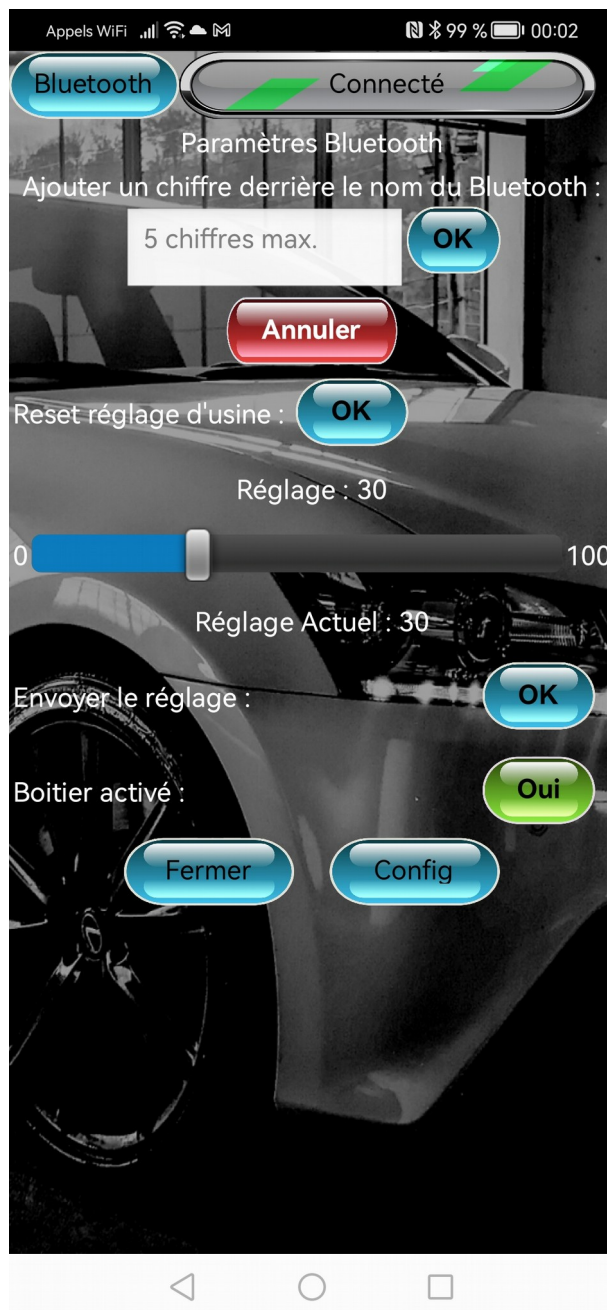 Appels WiFi 99 % 00:02
Bluetooth Connecté
Paramètres Bluetooth
Ajouter un chiffre derrière le nom du Bluetooth :
5 chiffres max. OK
Annuler
Reset réglage d'usine : OK
Réglage : 30
0 100
Réglage Actuel : 30
Envoyer le réglage : OK
Boitier activé : Oui
Fermer Config